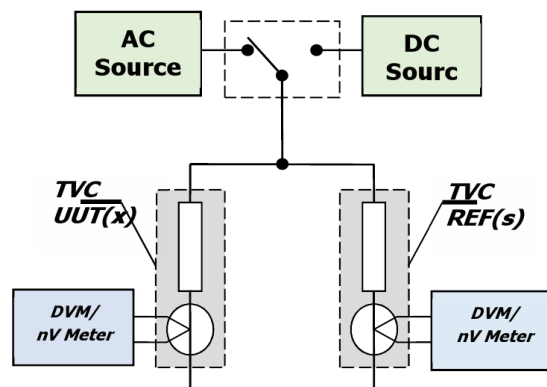 AC
Source
DC
Sourc
TVC
UUT(x)
TVC
REF(s)
DVM/
nV Meter
DVM/
nV Meter